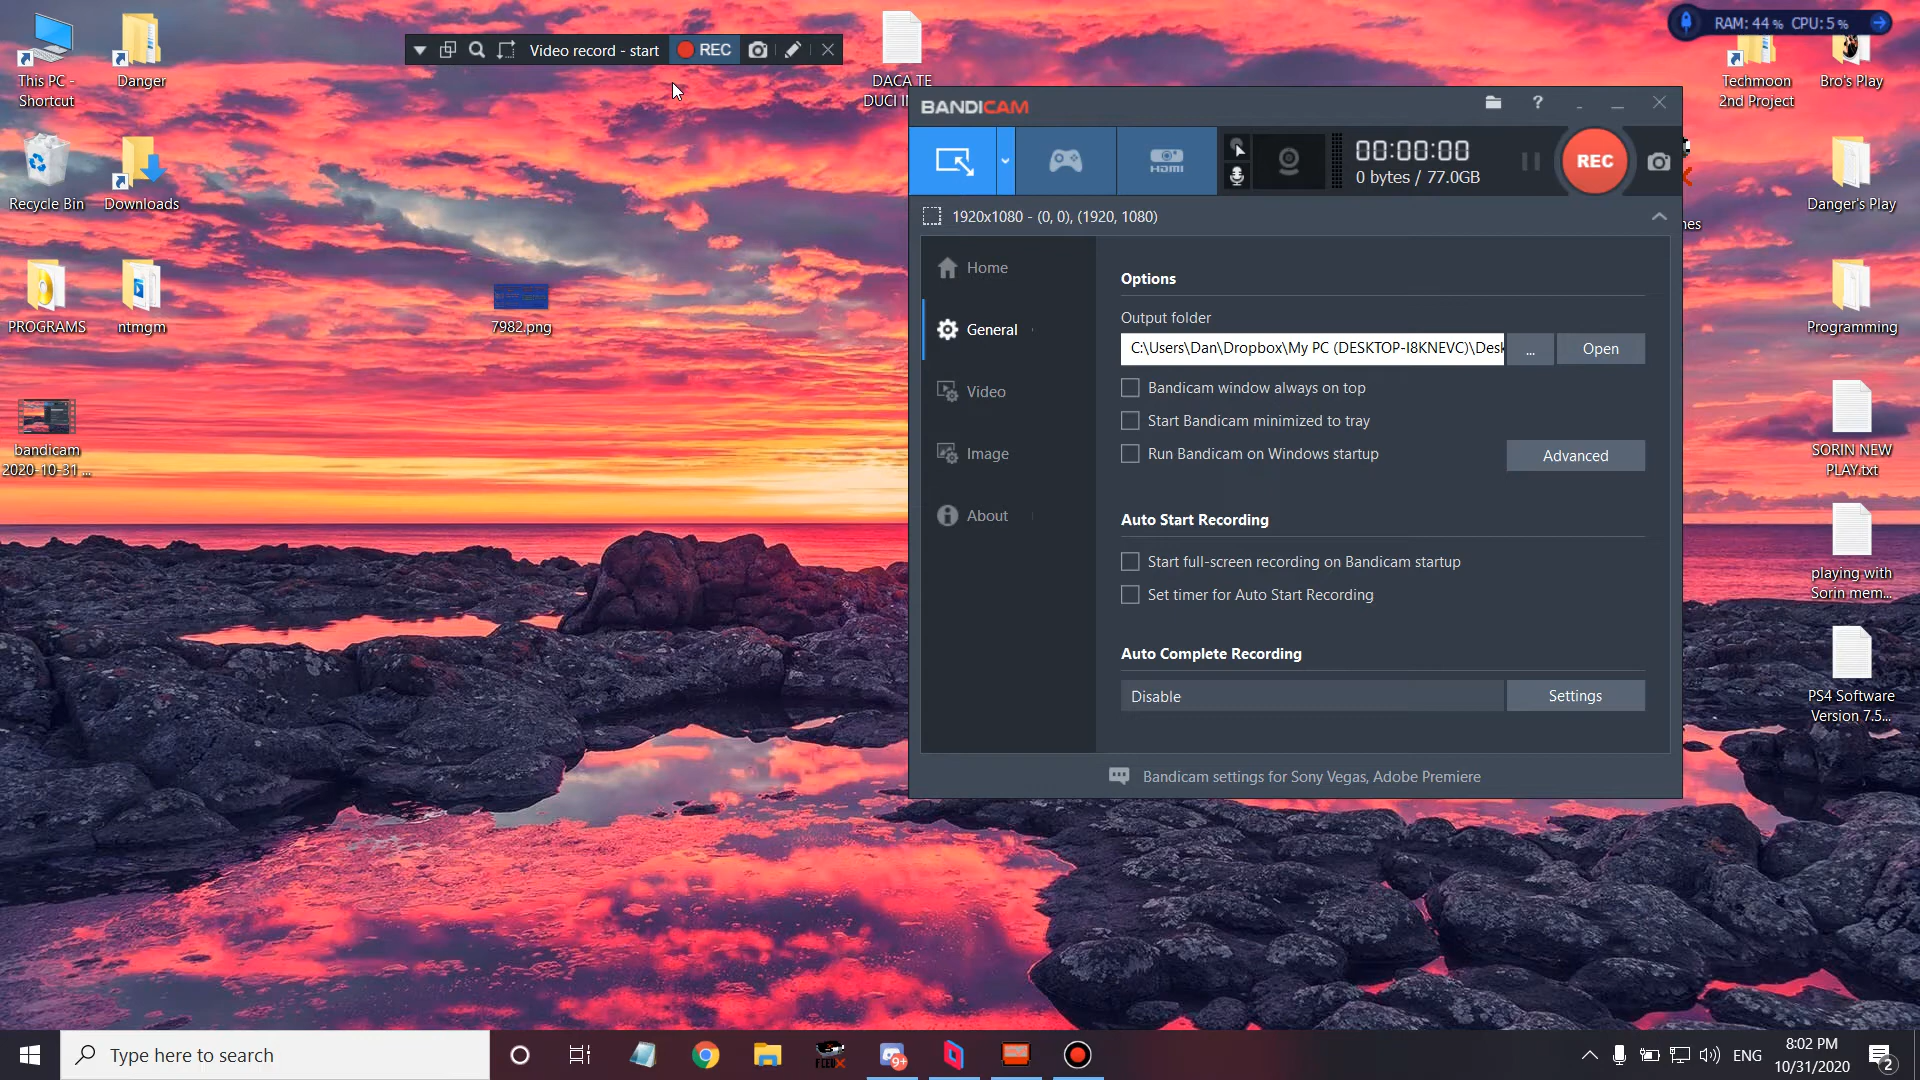 This PC -
Shortcut
Danger
Recycle Bin
Downloads
PROGRAMS
ntmgm
bandicam
2020-10-31 ...
7982.png
Video record - start
REC
DACA TE
RAM: 44 % CPU: 5 %
Techmoon
2nd Project
Bro's Play
Danger's Play
Programming
SORIN NEW
PLAY.txt
playing with
Sorin mem...
PS4 Software
Version 7.5...
BANDICAM
?
HDMI
00:00:00
0 bytes / 77.0GB
REC
1920x1080 - (0, 0), (1920, 1080)
Home
General
Video
Image
About
Options
Output folder
C:\Users\Dan\Dropbox\My PC (DESKTOP-I8KNEVC)\Desk
...
Open
Bandicam window always on top
Start Bandicam minimized to tray
Run Bandicam on Windows startup
Advanced
Auto Start Recording
Start full-screen recording on Bandicam startup
Set timer for Auto Start Recording
Auto Complete Recording
Disable
Settings
Bandicam settings for Sony Vegas, Adobe Premiere
Type here to search
9+
ENG
8:02 PM
10/31/2020
2